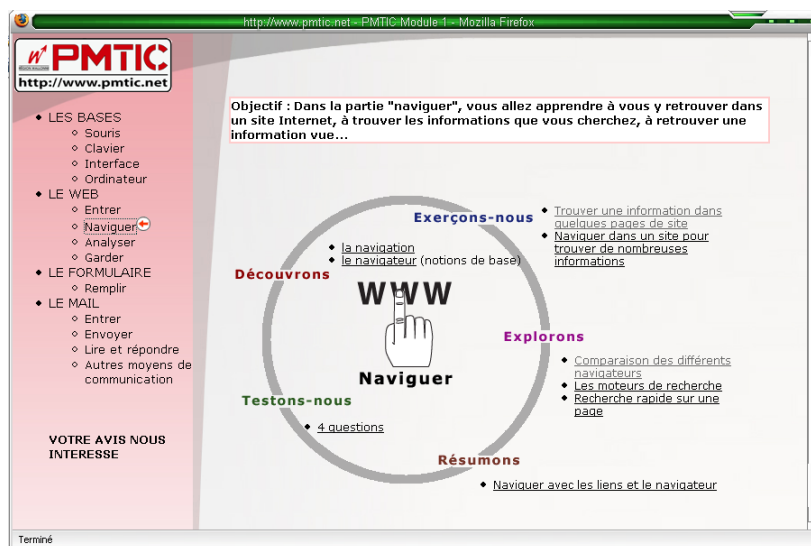 http://www.pmtic.net - PMTIC Module 1 - Mozilla Firefox
PMTIC
http://www.pmtic.net
LES BASES
Souris
Clavier
Interface
Ordinateur
LE WEB
Entrer
Naviguer
Analyser
Garder
LE FORMULAIRE
Remplir
LE MAIL
Entrer
Envoyer
Lire et répondre
Autres moyens de
communication
VOTRE AVIS NOUS
INTERESSE
Objectif : Dans la partie "naviguer", vous allez apprendre à vous y retrouver dans
un site Internet, à trouver les informations que vous cherchez, à retrouver une
information vue...
Exerçons-nous
Trouver une information dans
quelques pages de site
Naviguer dans un site pour
trouver de nombreuses
informations
Découvrons
la navigation
le navigateur (notions de base)
WWW
Naviguer
Explorons
Comparaison des différents
navigateurs
Les moteurs de recherche
Recherche rapide sur une
page
Testons-nous
4 questions
Résumons
Naviguer avec les liens et le navigateur
Terminé